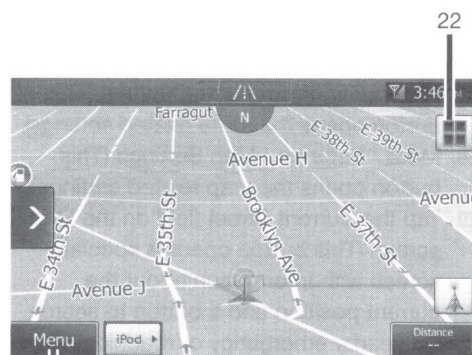 22
3:46
Farragut
N
E 38th St
E 39th St
Avenue H
Avenu
E 34th St
E 35th St
Brooklyn Ave
E 37th St
Avenue J
Menu
iPod
Distance
--